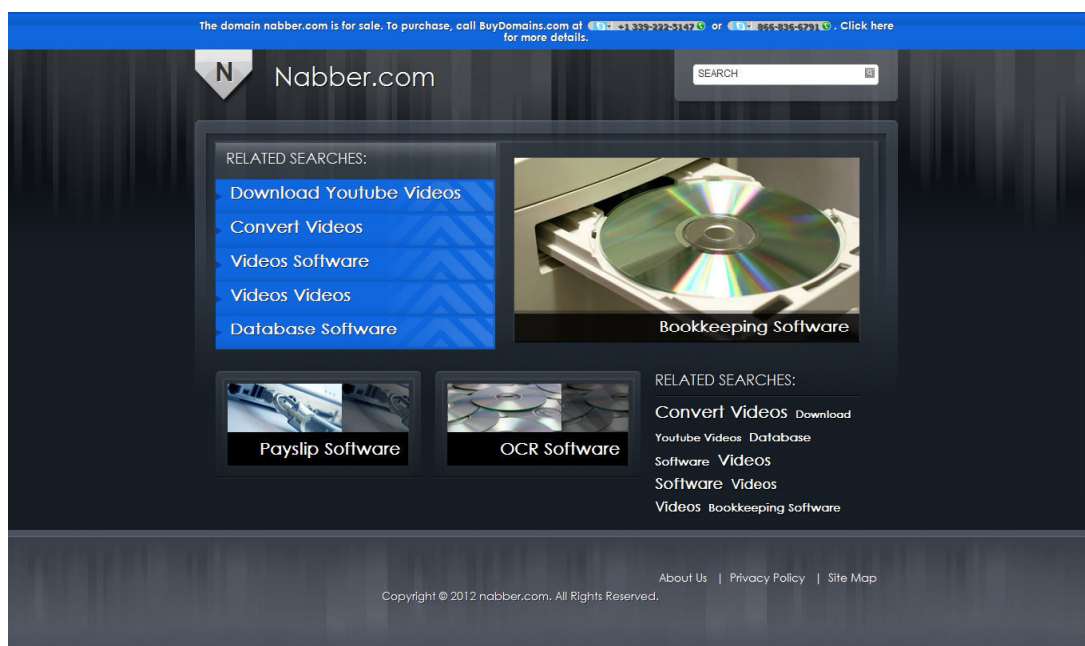 The domain nabber.com is for sale. To purchase, call BuyDomains.com at +1 339-222-5147 or 866-836-6791 . Click here
for more details.
N
Nabber.com
SEARCH
RELATED SEARCHES:
Download Youtube Videos
Convert Videos
Videos Software
Videos Videos
Database Software
Bookkeeping Software
Payslip Software
OCR Software
RELATED SEARCHES:
Convert Videos Download
Youtube Videos Database
Software Videos
Software Videos
Videos Bookkeeping Software
About Us | Privacy Policy | Site Map
Copyright © 2012 nabber.com. All Rights Reserved.